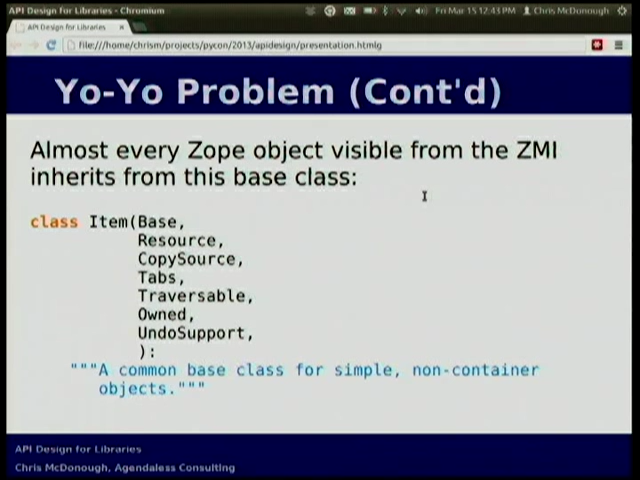 API Design for Libraries - Chromium
Fri Mar 15 12:43 PM
Chris McDonough
API Design for Libraries
file:///home/chrism/projects/pycon/2013/apidesign/presentation.html
Yo-Yo Problem (Cont'd)
Almost every Zope object visible from the ZMI
inherits from this base class:
class Item(Base,
Resource,
CopySource,
Tabs,
Traversable,
Owned,
UndoSupport,
):
"""A common base class for simple, non-container
objects."""
API Design for Libraries
Chris McDonough, Agendaless Consulting